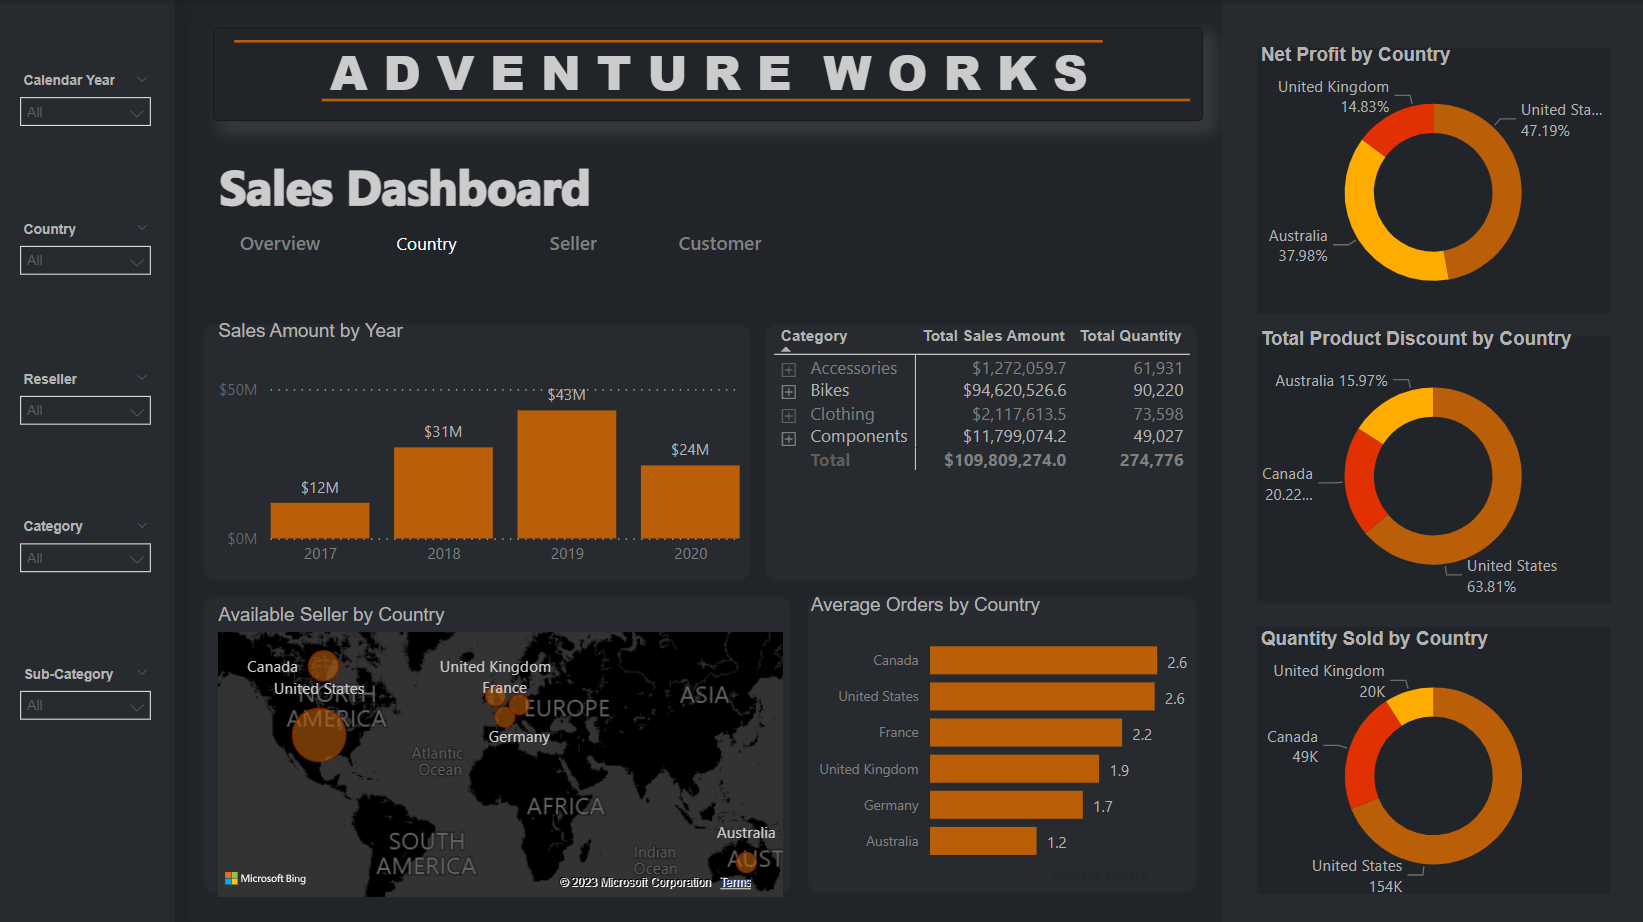 ADVENTURE WORKS
Sales Dashboard
Overview
Country
Seller
Customer
Calendar Year
All
Country
All
Reseller
All
Category
All
Sub-Category
All
Sales Amount by Year
$50M
$0M
$12M
$31M
$43M
$24M
2017
2018
2019
2020
Category Total Sales Amount Total Quantity
Accessories $1,272,059.7 61,931
Bikes $94,620,526.6 90,220
Clothing $2,117,613.5 73,598
Components $11,799,074.2 49,027
Total $109,809,274.0 274,776
Available Seller by Country
Canada
United States
NORTH
AMERICA
United Kingdom
France
EUROPE
Germany
ASIA
Atlantic
Ocean
AFRICA
SOUTH
AMERICA
Indian
Ocean
Australia
AUST
Microsoft Bing
© 2023 Microsoft Corporation Terms
Average Orders by Country
Canada 2.6
United States 2.6
France 2.2
United Kingdom 1.9
Germany 1.7
Australia 1.2
Average Orders
Net Profit by Country
United Kingdom
14.83%
United Sta...
47.19%
Australia
37.98%
Total Product Discount by Country
Australia 15.97%
Canada
20.22...
United States
63.81%
Quantity Sold by Country
United Kingdom
20K
Canada
49K
United States
154K